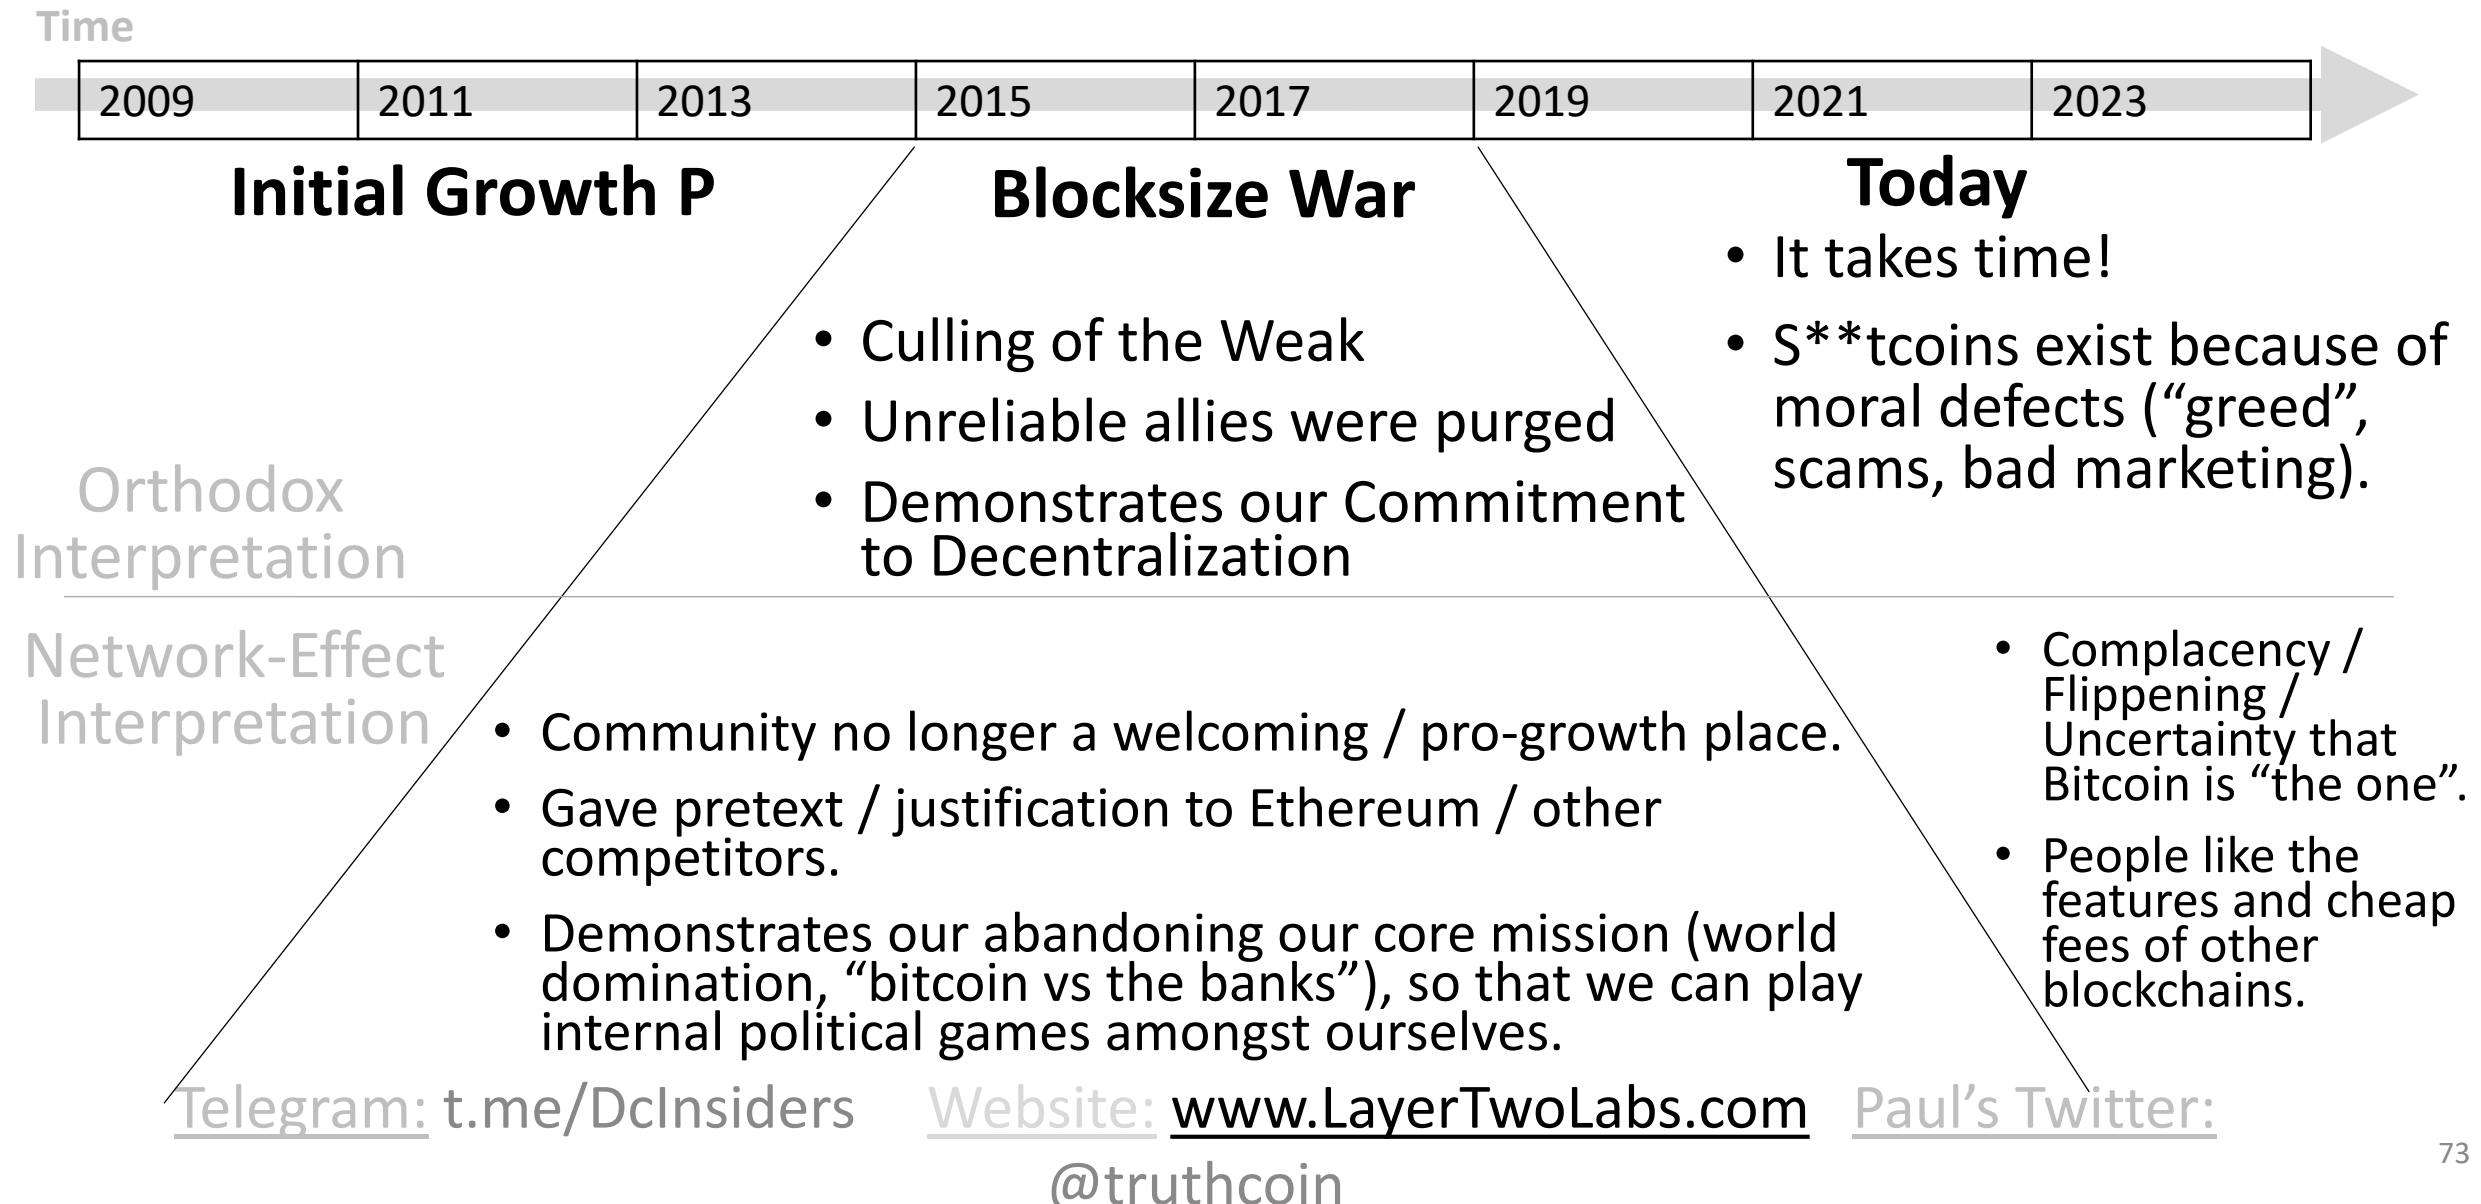 Time
2009 2011 2013 2015 2017 2019 2021 2023
Initial Growth P
Blocksize War
Today
• It takes time!
• S**tcoins exist because of
moral defects (“greed”,
scams, bad marketing).
• Culling of the Weak
• Unreliable allies were purged
• Demonstrates our Commitment
to Decentralization
Orthodox
Interpretation
Network-Effect
Interpretation
• Community no longer a welcoming / pro-growth place.
• Gave pretext / justification to Ethereum / other
competitors.
• Demonstrates our abandoning our core mission (world
domination, “bitcoin vs the banks”), so that we can play
internal political games amongst ourselves.
• Complacency /
Flippening /
Uncertainty that
Bitcoin is “the one”.
• People like the
features and cheap
fees of other
blockchains.
Telegram: t.me/DcInsiders Website: www.LayerTwoLabs.com Paul’s Twitter:
@truthcoin
73